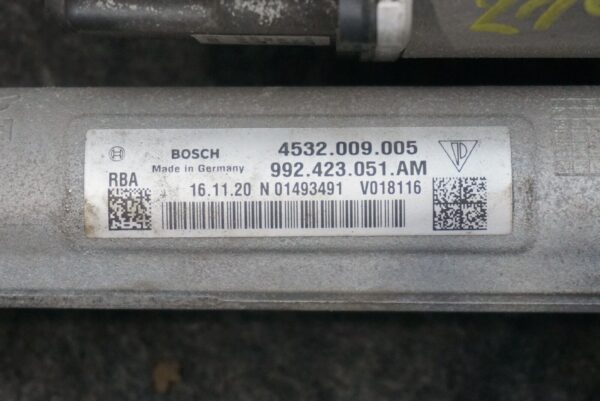 BOSCH 4532.009.005
Made in Germany 992.423.051.AM
RBA 16.11.20 N 01493491 V018116